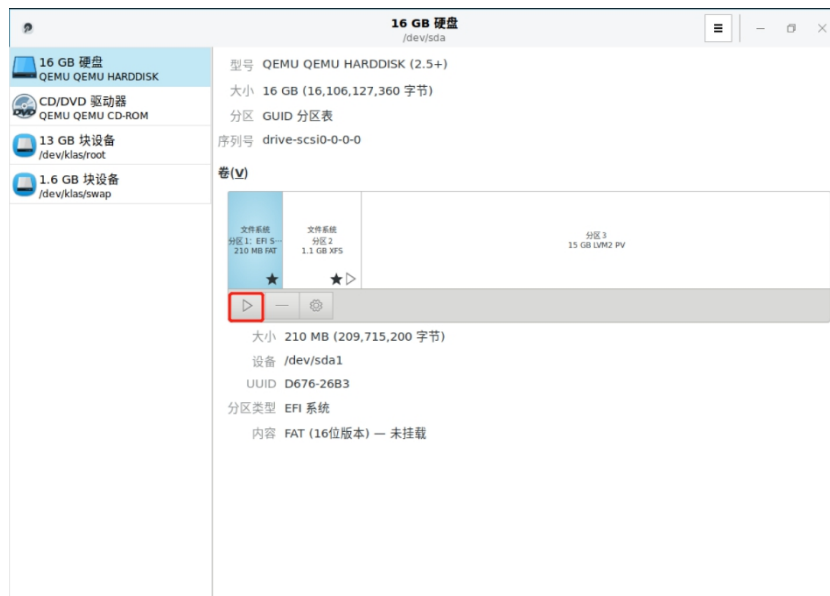 16 GB 硬盘
/dev/sda
16 GB 硬盘
QEMU QEMU HARDDISK
CD/DVD 驱动器
QEMU QEMU CD-ROM
13 GB 块设备
/dev/klas/root
1.6 GB 块设备
/dev/klas/swap
型号 QEMU QEMU HARDDISK (2.5+)
大小 16 GB (16,106,127,360 字节)
分区 GUID 分区表
序列号 drive-scsi0-0-0-0
卷(V)
文件系统
分区 1: EFI S…
210 MB FAT
文件系统
分区 2
1.1 GB XFS
分区 3
15 GB LVM2 PV
大小 210 MB (209,715,200 字节)
设备 /dev/sda1
UUID D676-26B3
分区类型 EFI 系统
内容 FAT (16位版本) — 未挂载